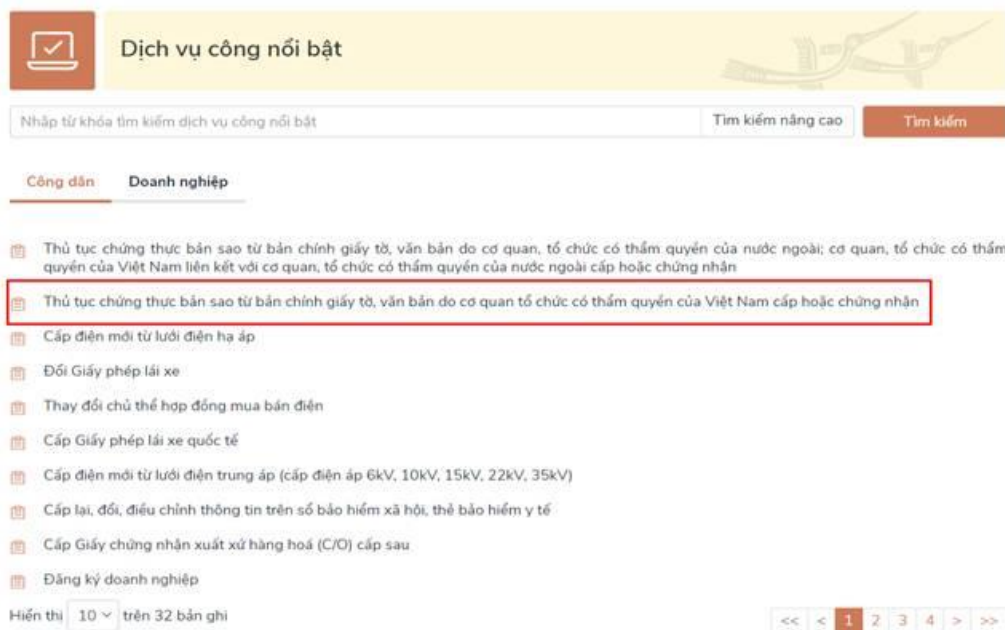 Dịch vụ công nổi bật
Nhập từ khóa tìm kiếm dịch vụ công nổi bật
Tìm kiếm nâng cao
Tìm kiếm
Công dân
Doanh nghiệp
Thủ tục chứng thực bản sao từ bản chính giấy tờ, văn bản do cơ quan, tổ chức có thẩm quyền của nước ngoài; cơ quan, tổ chức có thẩm
quyền của Việt Nam liên kết với cơ quan, tổ chức có thẩm quyền của nước ngoài cấp hoặc chứng nhận
Thủ tục chứng thực bản sao từ bản chính giấy tờ, văn bản do cơ quan tổ chức có thẩm quyền của Việt Nam cấp hoặc chứng nhận
Cấp điện mới từ lưới điện hạ áp
Đổi Giấy phép lái xe
Thay đổi chủ thể hợp đồng mua bán điện
Cấp Giấy phép lái xe quốc tế
Cấp điện mới từ lưới điện trung áp (cấp điện áp 6kV, 10kV, 15kV, 22kV, 35kV)
Cấp lại, đổi, điều chỉnh thông tin trên sổ bảo hiểm xã hội, thẻ bảo hiểm y tế
Cấp Giấy chứng nhận xuất xứ hàng hoá (C/O) cấp sau
Đăng ký doanh nghiệp
Hiển thị 10 trên 32 bản ghi
<< < 1 2 3 4 > >>